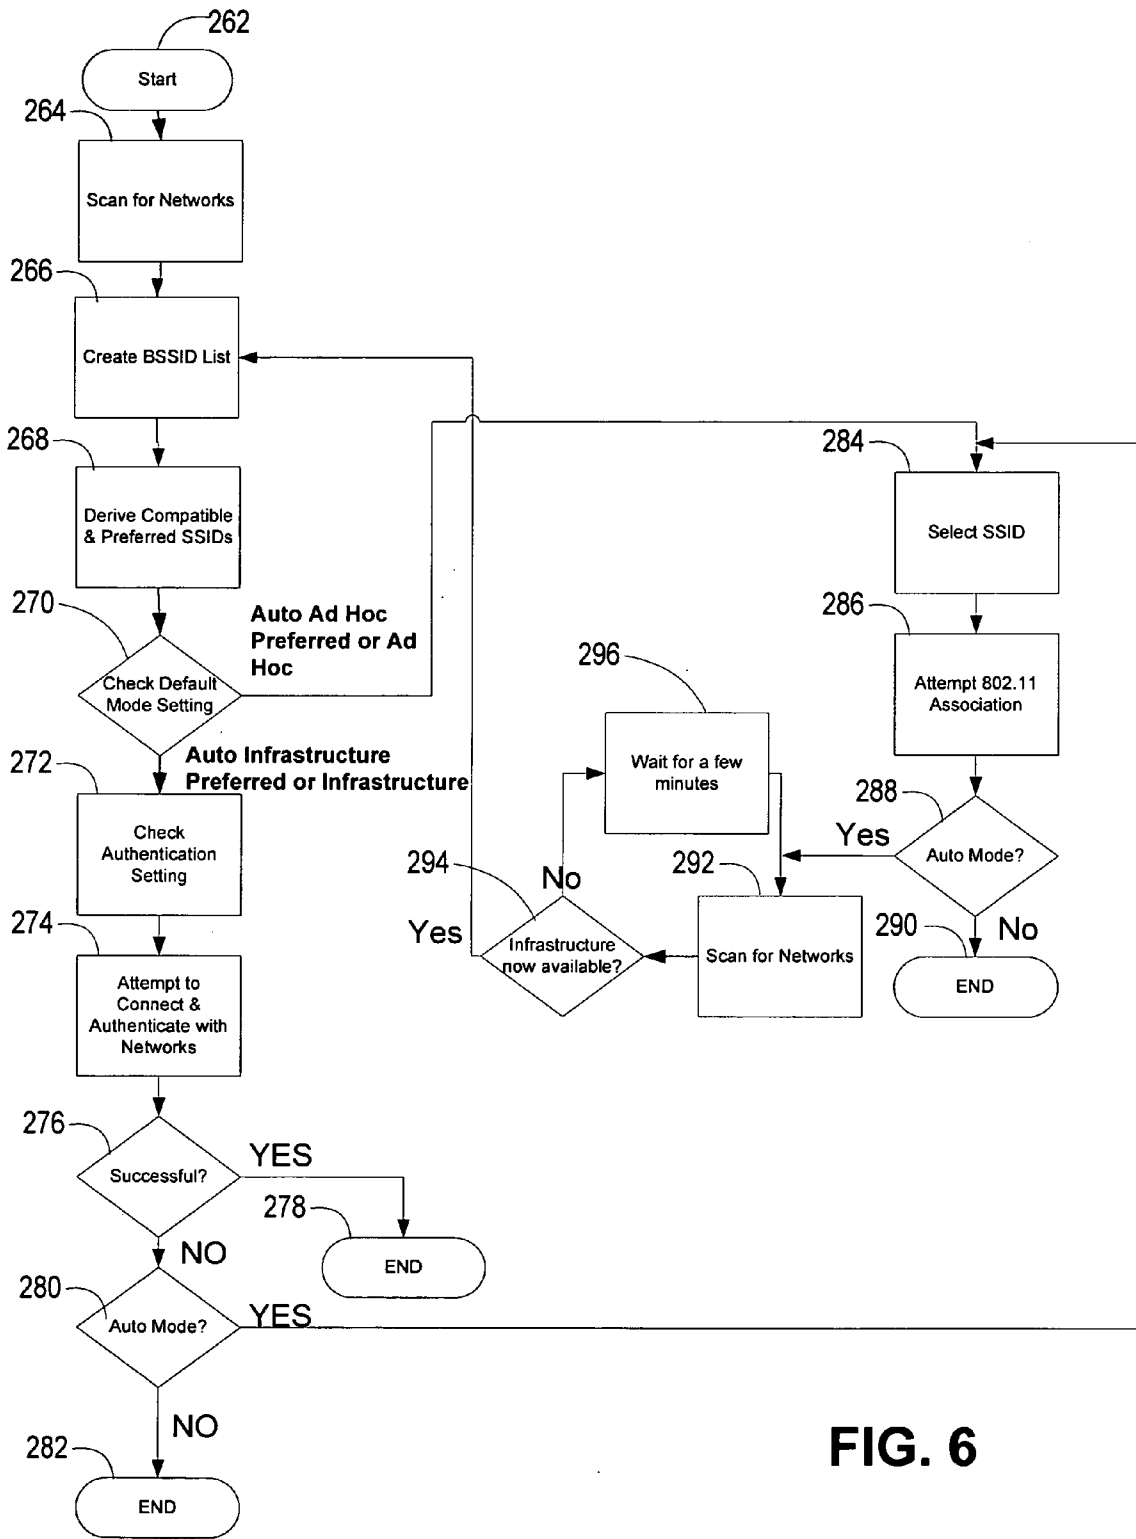 262
Start
264
Scan for Networks
266
Create BSSID List
268
Derive Compatible
& Preferred SSIDs
270
Auto Ad Hoc
Preferred or Ad
Hoc
Check Default
Mode Setting
Auto Infrastructure
Preferred or Infrastructure
272
Check
Authentication
Setting
274
Attempt to
Connect &
Authenticate with
Networks
276
Successful?
YES
278
END
NO
280
Auto Mode?
YES
NO
282
END
284
Select SSID
286
Attempt 802.11
Association
288
Auto Mode?
Yes
No
290
END
296
Wait for a few
minutes
292
Scan for Networks
294
No
Yes
Infrastructure
now available?
FIG. 6